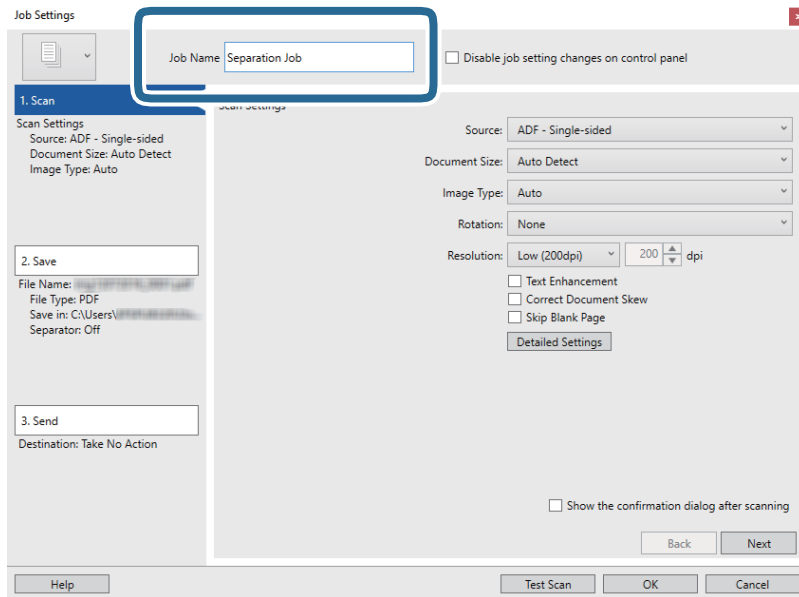 Job Settings
Job Name Separation Job
Disable job setting changes on control panel
1. Scan
Scan Settings
Source: ADF - Single-sided
Document Size: Auto Detect
Image Type: Auto
2. Save
File Name:
File Type: PDF
Save in: C:\Users\
Separator: Off
3. Send
Destination: Take No Action
Scan Settings
Source: ADF - Single-sided
Document Size: Auto Detect
Image Type: Auto
Rotation: None
Resolution: Low (200dpi) 200 dpi
Text Enhancement
Correct Document Skew
Skip Blank Page
Detailed Settings
Show the confirmation dialog after scanning
Back Next
Help Test Scan OK Cancel